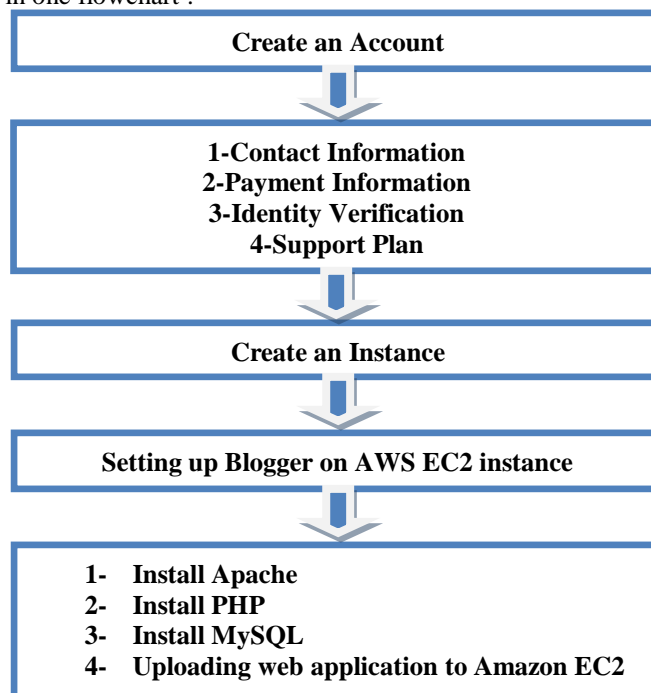 in one flowchart :
Create an Account
1-Contact Information
2-Payment Information
3-Identity Verification
4-Support Plan
Create an Instance
Setting up Blogger on AWS EC2 instance
1- Install Apache
2- Install PHP
3- Install MySQL
4- Uploading web application to Amazon EC2